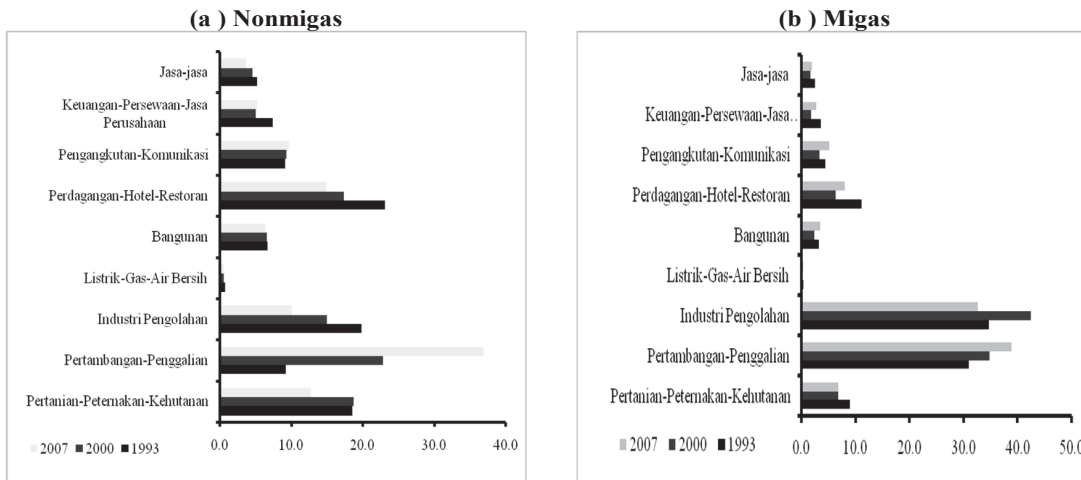 (a ) Nonmigas
Jasa-jasa
Keuangan-Persewaan-Jasa
Perusahaan
Pengangkutan-Komunikasi
Perdagangan-Hotel-Restoran
Bangunan
Listrik-Gas-Air Bersih
Industri Pengolahan
Pertambangan-Penggalian
Pertanian-Peternakan-Kehutanan
0.0 10.0 20.0 30.0 40.0
2007 2000 1993
(b ) Migas
Jasa-jasa
Keuangan-Persewaan-Jasa…
Pengangkutan-Komunikasi
Perdagangan-Hotel-Restoran
Bangunan
Listrik-Gas-Air Bersih
Industri Pengolahan
Pertambangan-Penggalian
Pertanian-Peternakan-Kehutanan
0.0 10.0 20.0 30.0 40.0 50.0
2007 2000 1993